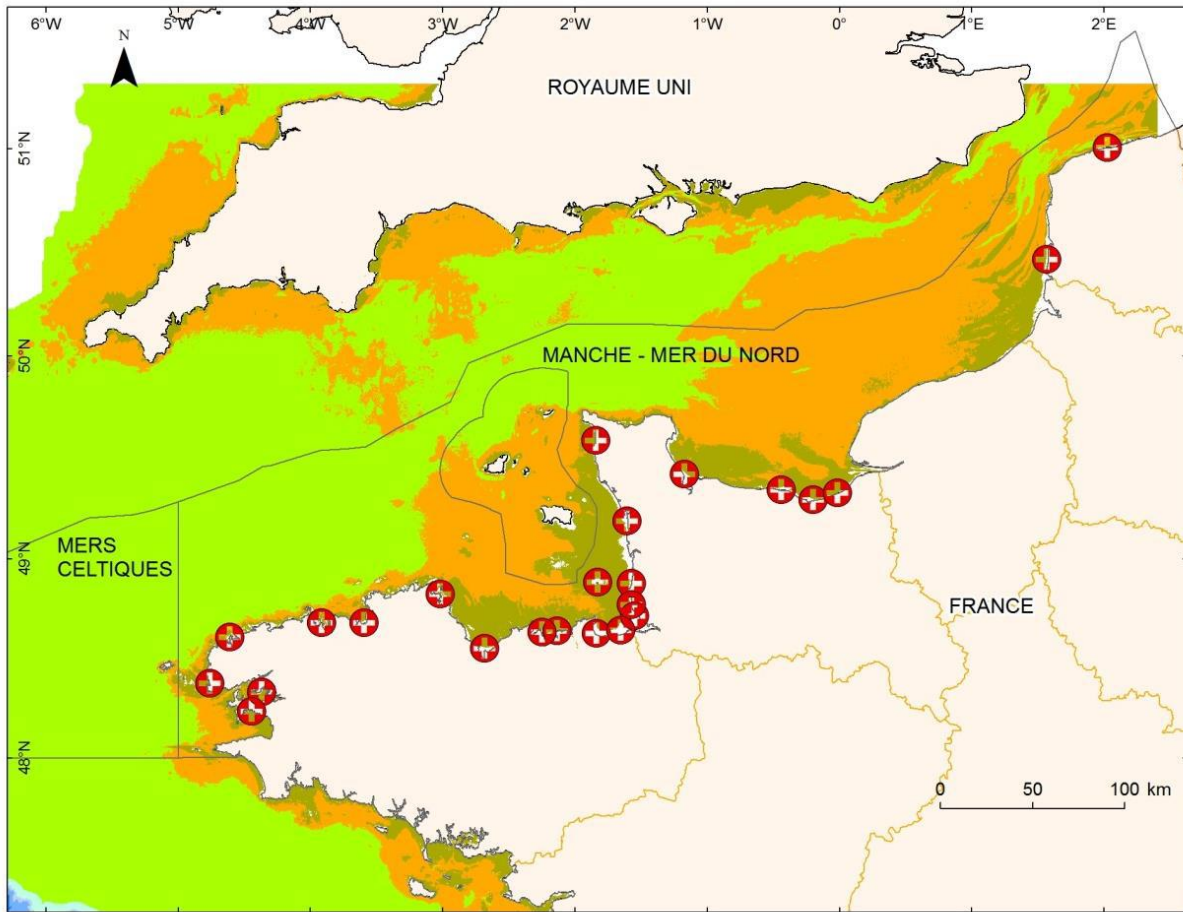 6°W 5°W 4°W 3°W 2°W 1°W 0° 1°E 2°E
N
ROYAUME UNI
51°N
50°N
MANCHE - MER DU NORD
49°N
MERS
CELTIQUES
FRANCE
48°N
0 50 100 km